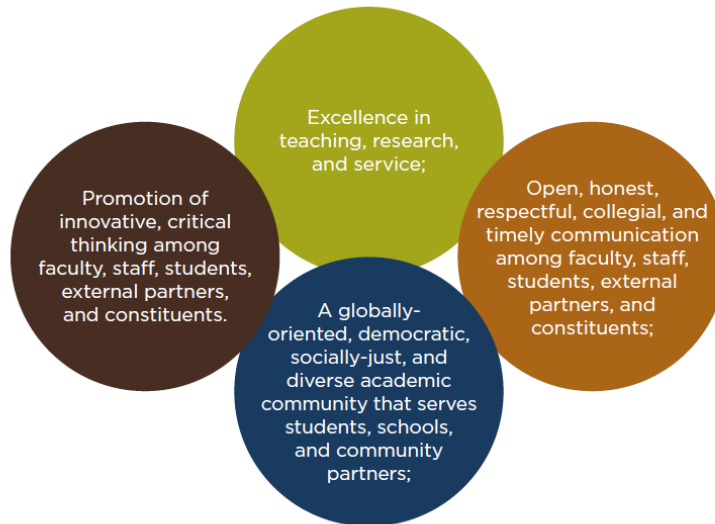 Excellence in
teaching, research,
and service;
Open, honest,
respectful, collegial, and
timely communication
among faculty, staff,
students, external
partners, and
constituents;
A globally-
oriented, democratic,
socially-just, and
diverse academic
community that serves
students, schools,
and community
partners;
Promotion of
innovative, critical
thinking among
faculty, staff, students,
external partners,
and constituents.